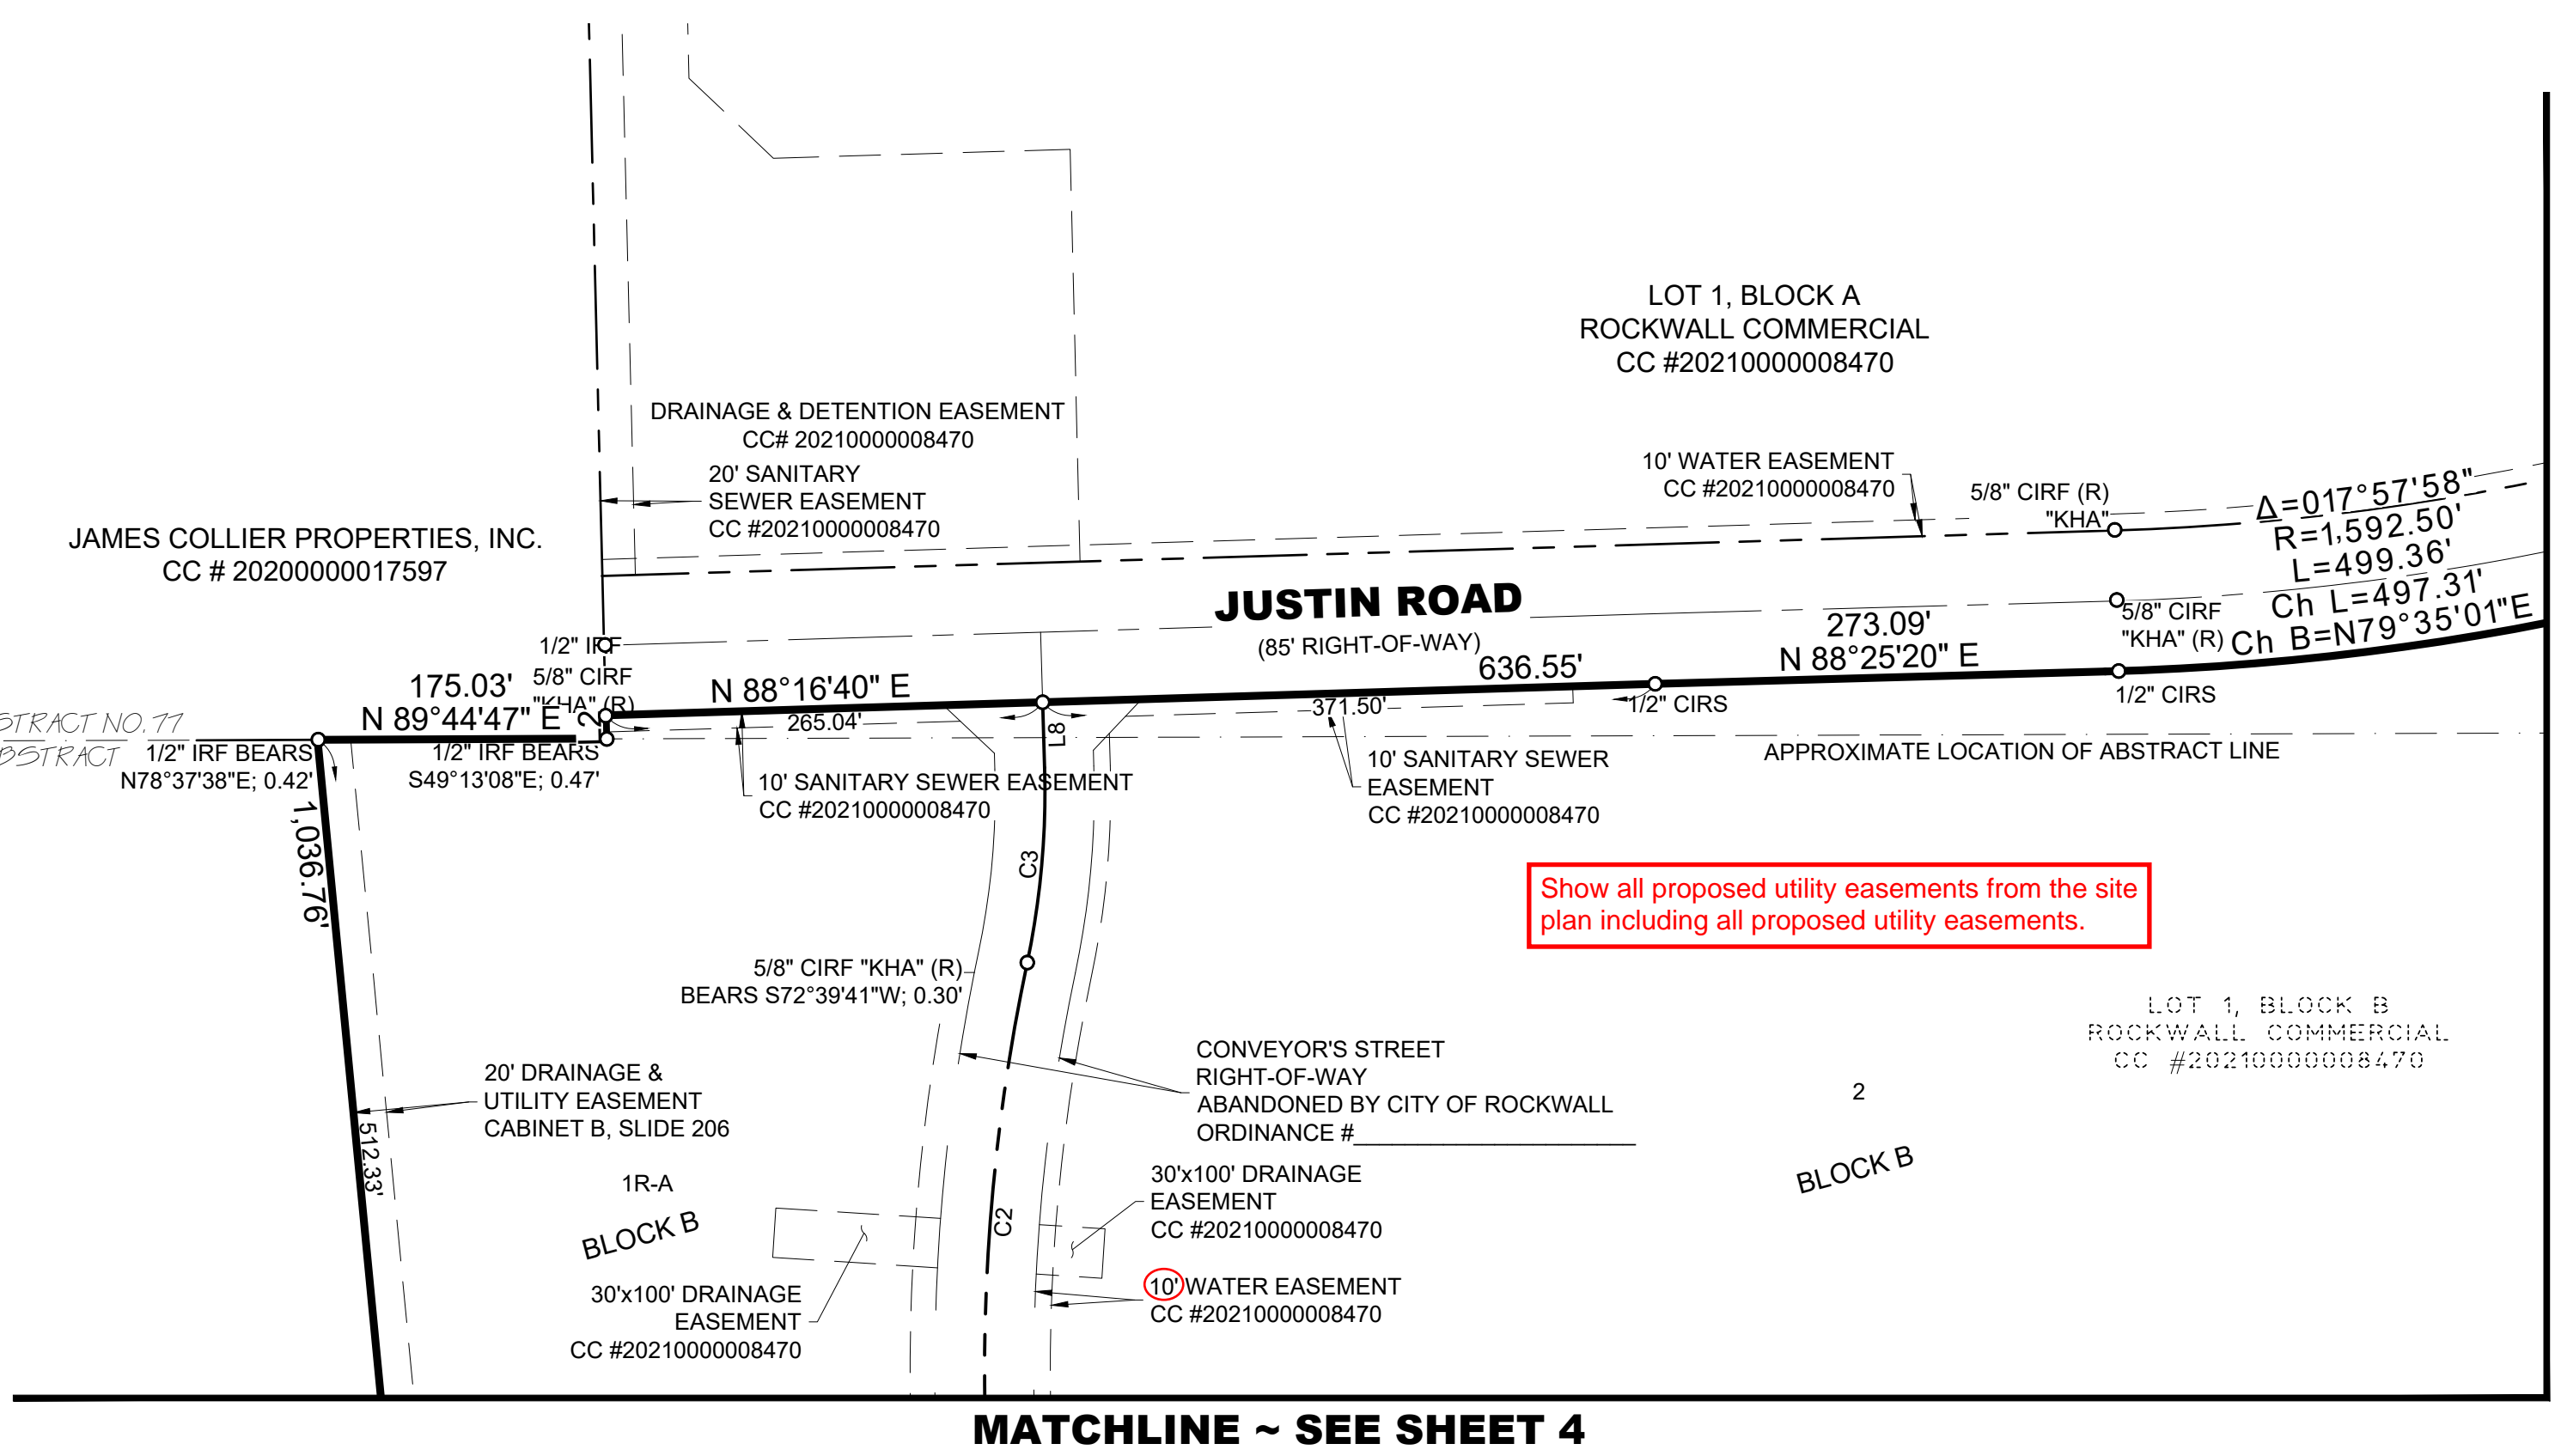 LOT 1, BLOCK A
ROCKWALL COMMERCIAL
CC #20210000008470
DRAINAGE & DETENTION EASEMENT
CC# 20210000008470
20' SANITARY
SEWER EASEMENT
CC #20210000008470
10' WATER EASEMENT
CC #20210000008470
5/8" CIRF (R)
"KHA"
Δ=017°57'58"
R=1,592.50'
L=499.36'
Ch L=497.31'
Ch B=N79°35'01"E
JAMES COLLIER PROPERTIES, INC.
CC # 20200000017597
JUSTIN ROAD
(85' RIGHT-OF-WAY)
5/8" CIRF
"KHA" (R)
1/2" IRF
5/8" CIRF
"KHA" (R)
175.03'
N 89°44'47" E
N 88°16'40" E
265.04'
636.55'
371.50'
273.09'
N 88°25'20" E
1/2" CIRS
1/2" CIRS
STRACT NO. 77
BSTRACT
1/2" IRF BEARS
N78°37'38"E; 0.42'
1/2" IRF BEARS
S49°13'08"E; 0.47'
L8
APPROXIMATE LOCATION OF ABSTRACT LINE
10' SANITARY SEWER EASEMENT
CC #20210000008470
10' SANITARY SEWER
EASEMENT
CC #20210000008470
1,036.76'
C3
Show all proposed utility easements from the site
plan including all proposed utility easements.
5/8" CIRF "KHA" (R)
BEARS S72°39'41"W; 0.30'
LOT 1, BLOCK B
ROCKWALL COMMERCIAL
CC #20210000008470
CONVEYOR'S STREET
RIGHT-OF-WAY
ABANDONED BY CITY OF ROCKWALL
ORDINANCE #
20' DRAINAGE &
UTILITY EASEMENT
CABINET B, SLIDE 206
512.33'
2
BLOCK B
1R-A
BLOCK B
C2
30'x100' DRAINAGE
EASEMENT
CC #20210000008470
30'x100' DRAINAGE
EASEMENT
CC #20210000008470
10' WATER EASEMENT
CC #20210000008470
MATCHLINE ~ SEE SHEET 4